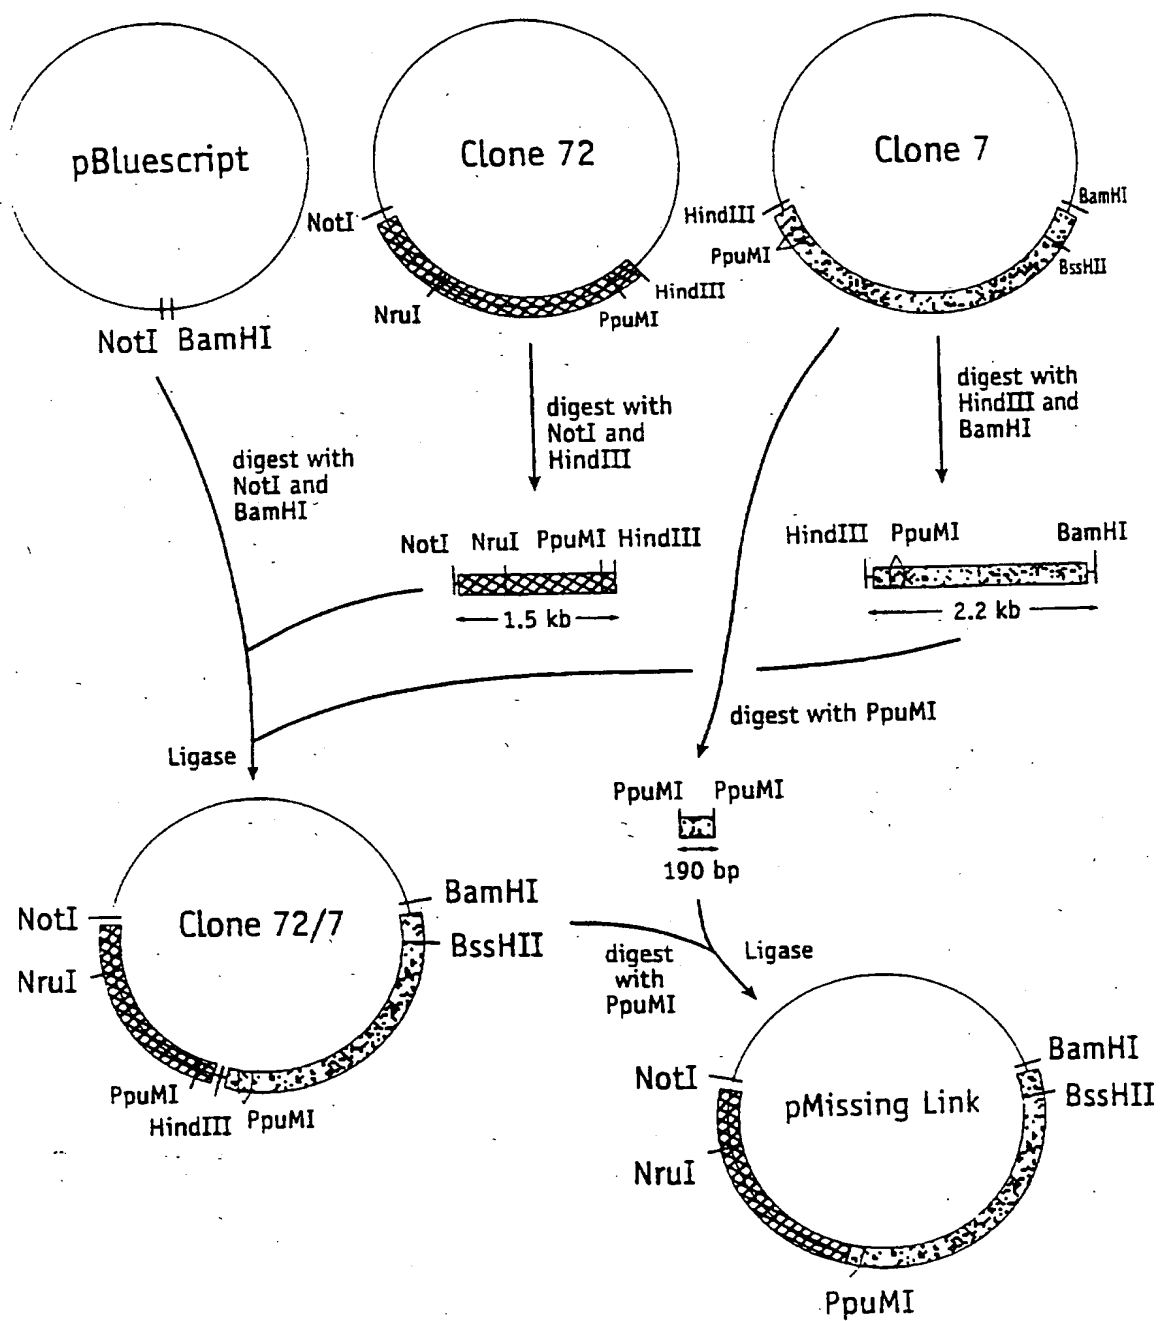 pBluescript
Clone 72
Clone 7
NotI
NruI
PpuMI
HindIII
HindIII
PpuMI
BamHI
BssHII
NotI BamHI
digest with
NotI and
BamHI
digest with
NotI and
HindIII
digest with
HindIII and
BamHI
NotI NruI PpuMI HindIII
1.5 kb
HindIII PpuMI BamHI
2.2 kb
digest with PpuMI
Ligase
PpuMI PpuMI
190 bp
Clone 72/7
NotI
NruI
PpuMI
HindIII
PpuMI
BamHI
BssHII
digest
with
PpuMI
Ligase
pMissing Link
NotI
NruI
BamHI
BssHII
PpuMI